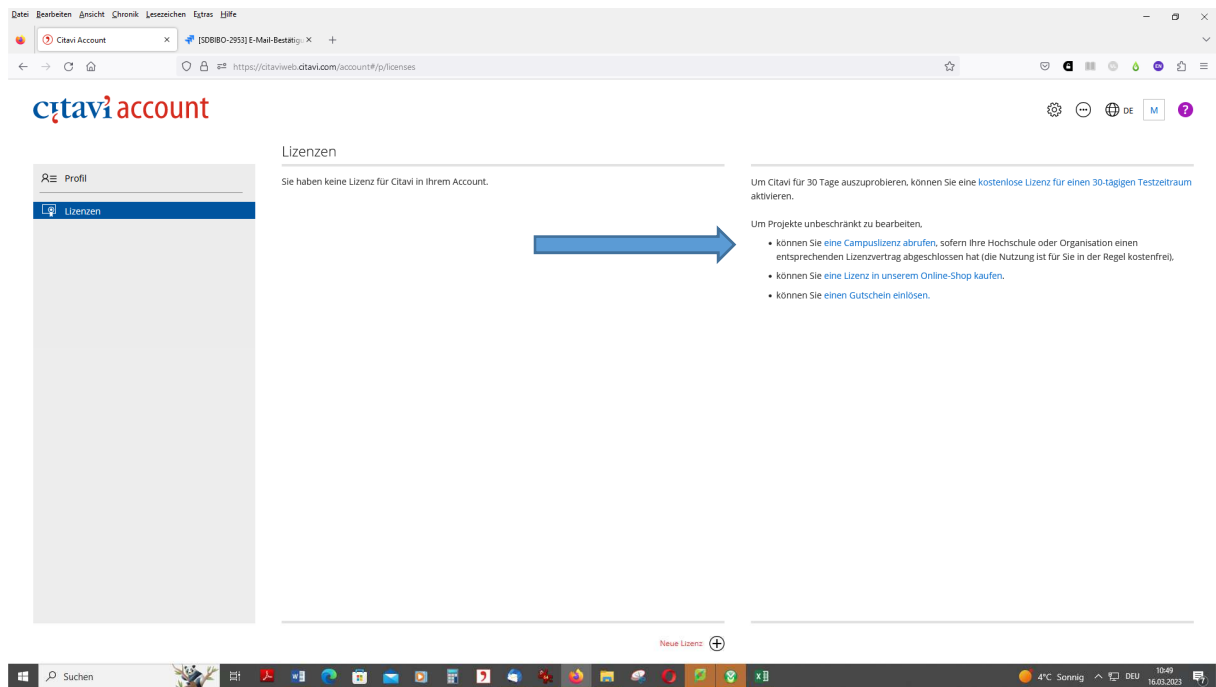 Datei Bearbeiten Ansicht Chronik Lesezeichen Extras Hilfe
Citavi Account
[SDBIBO-2953] E-Mail-Bestätig
https://citaviweb.citavi.com/account#/p/licenses
citavi account
DE M ?
Lizenzen
Profil
Lizenzen
Sie haben keine Lizenz für Citavi in Ihrem Account.
Um Citavi für 30 Tage auszuprobieren, können Sie eine kostenlose Lizenz für einen 30-tägigen Testzeitraum
aktivieren.
Um Projekte unbeschränkt zu bearbeiten,
• können Sie eine Campuslizenz abrufen, sofern Ihre Hochschule oder Organisation einen
entsprechenden Lizenzvertrag abgeschlossen hat (die Nutzung ist für Sie in der Regel kostenfrei),
• können Sie eine Lizenz in unserem Online-Shop kaufen.
• können Sie einen Gutschein einlösen.
Neue Lizenz
Suchen
4°C Sonnig
DEU
10:49
16.03.2023